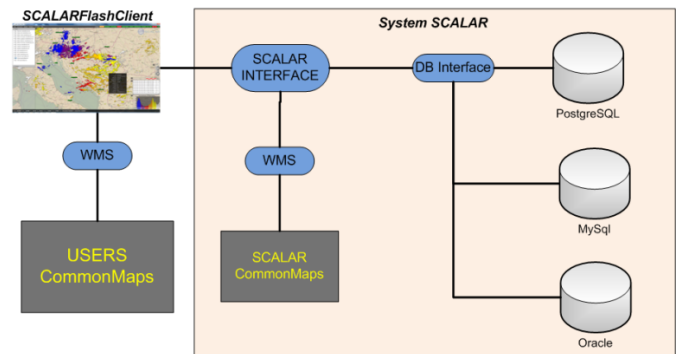 SCALARFlashClient
System SCALAR
SCALAR
INTERFACE
DB Interface
PostgreSQL
WMS
WMS
MySql
USERS
CommonMaps
SCALAR
CommonMaps
Oracle